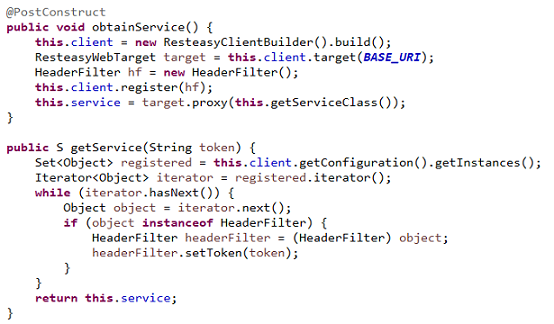 @PostConstruct
public void obtainService() {
    this.client = new ResteasyClientBuilder().build();
    ResteasyWebTarget target = this.client.target(BASE_URI);
    HeaderFilter hf = new HeaderFilter();
    this.client.register(hf);
    this.service = target.proxy(this.getServiceClass());
}

public S getService(String token) {
    Set<Object> registered = this.client.getConfiguration().getInstances();
    Iterator<Object> iterator = registered.iterator();
    while (iterator.hasNext()) {
        Object object = iterator.next();
        if (object instanceof HeaderFilter) {
            HeaderFilter headerFilter = (HeaderFilter) object;
            headerFilter.setToken(token);
        }
    }
    return this.service;
}